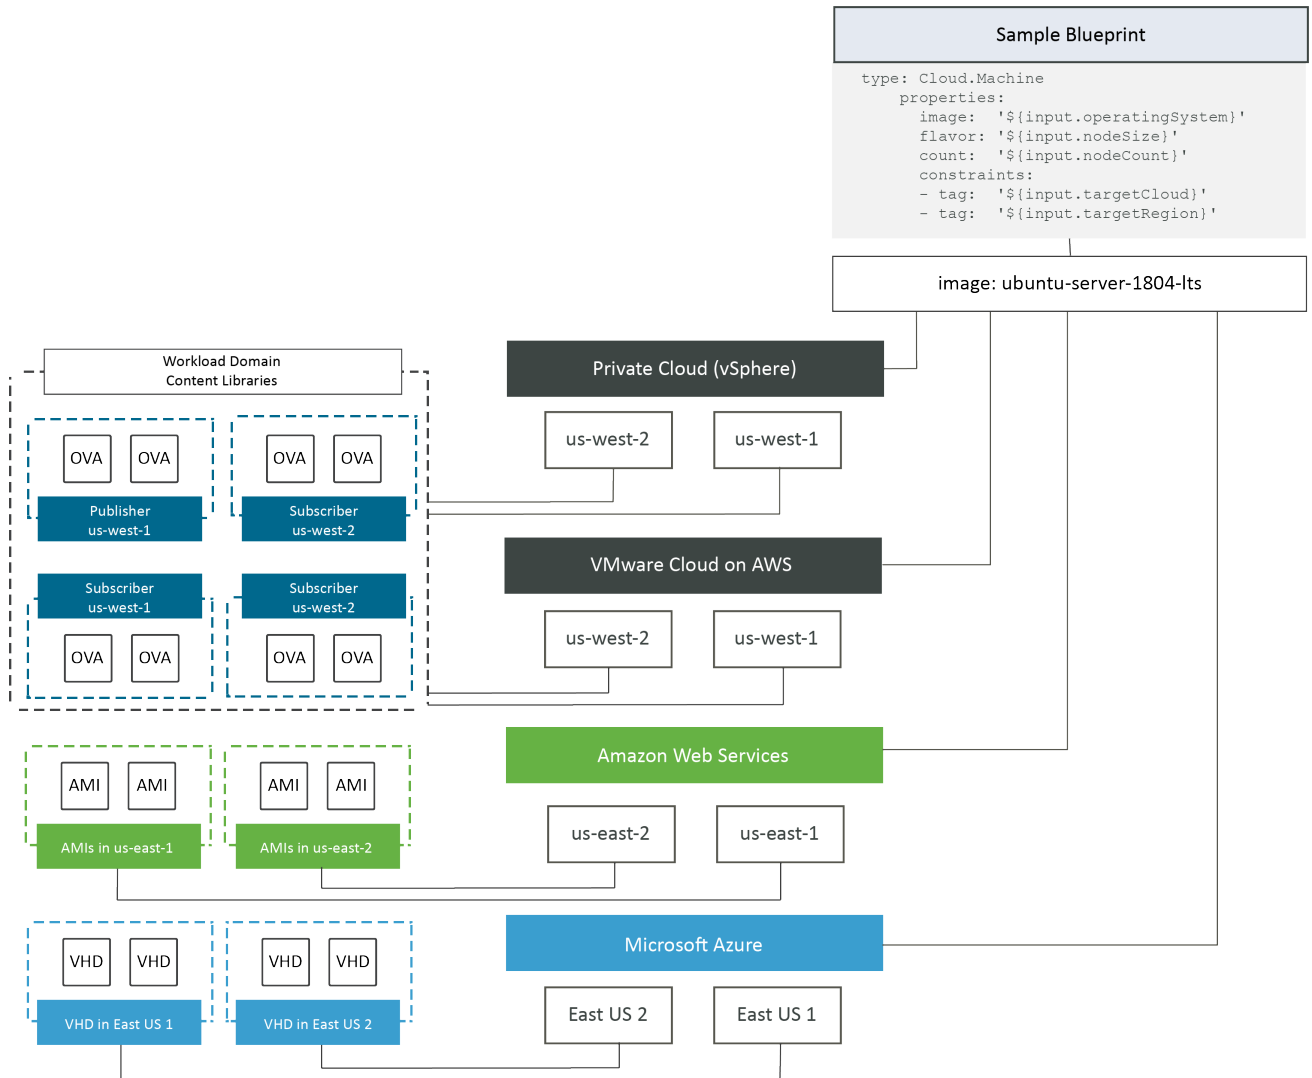 Sample Blueprint
type: Cloud.Machine
properties:
image: '${input.operatingSystem}'
flavor: '${input.nodeSize}'
count: '${input.nodeCount}'
constraints:
- tag: '${input.targetCloud}'
- tag: '${input.targetRegion}'
image: ubuntu-server-1804-lts
Workload Domain
Content Libraries
OVA OVA
Publisher
us-west-1
OVA OVA
Subscriber
us-west-2
Subscriber
us-west-1
OVA OVA
Subscriber
us-west-2
OVA OVA
Private Cloud (vSphere)
us-west-2
us-west-1
VMware Cloud on AWS
us-west-2
us-west-1
AMI AMI
AMIs in us-east-1
AMI AMI
AMIs in us-east-2
Amazon Web Services
us-east-2
us-east-1
VHD VHD
VHD in East US 1
VHD VHD
VHD in East US 2
Microsoft Azure
East US 2
East US 1